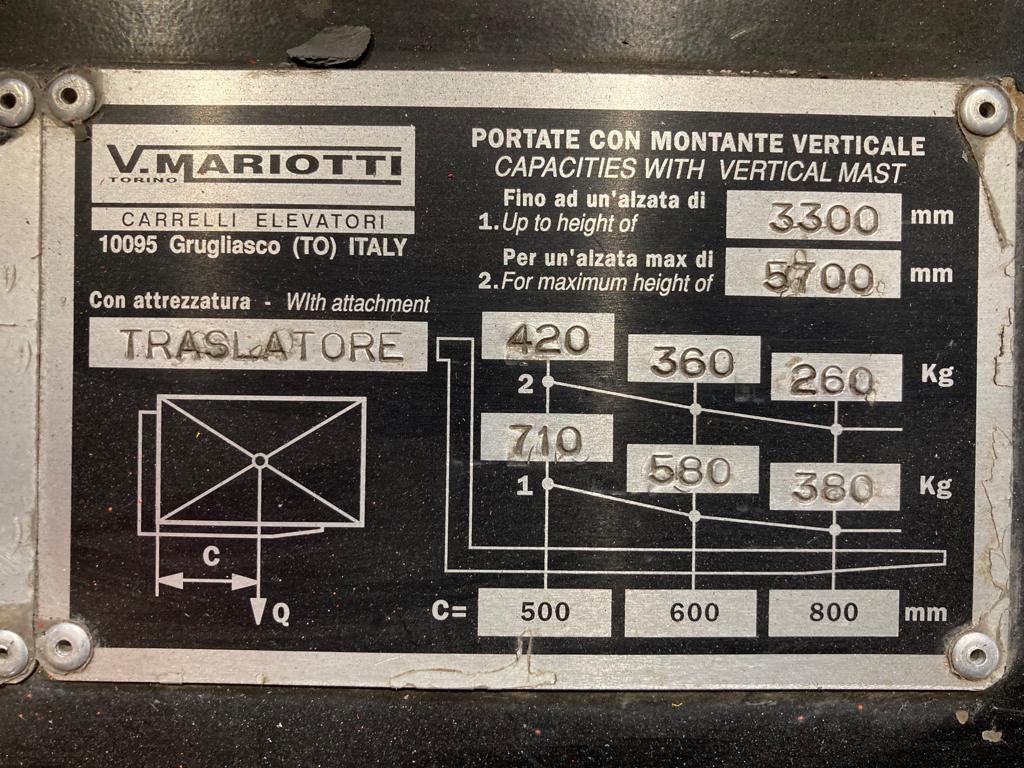 V.MARIOTTI
TORINO
CARRELLI ELEVATORI
10095 Grugliasco (TO) ITALY
Con attrezzatura - WIth attachment
TRASLATORE
C
Q
PORTATE CON MONTANTE VERTICALE
CAPACITIES WITH VERTICAL MAST
Fino ad un'alzata di
1. Up to height of 3300 mm
Per un'alzata max di
2. For maximum height of 5700 mm
420 360 260 Kg
2
710 580 380 Kg
1
C= 500 600 800 mm